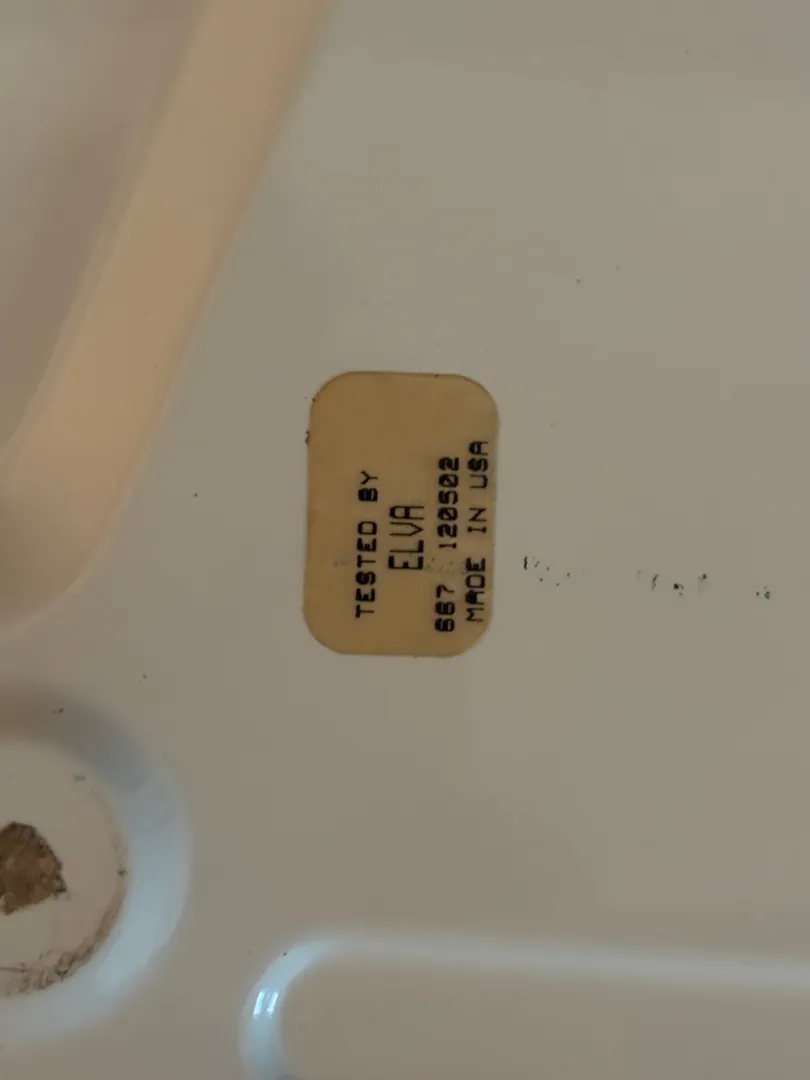 TESTED BY
ELVA
667 120502
MADE IN USA